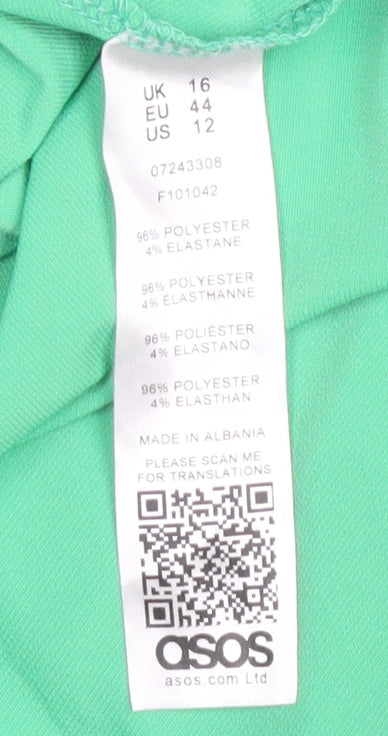 UK 16
EU 44
US 12
07243308
F101042
96% POLYESTER
4% ELASTANE
96% POLYESTER
4% ÉLASTHANNE
96% POLIÉSTER
4% ELASTANO
96% POLYESTER
4% ELASTHAN
MADE IN ALBANIA
PLEASE SCAN ME
FOR TRANSLATIONS
asos
asos.com Ltd